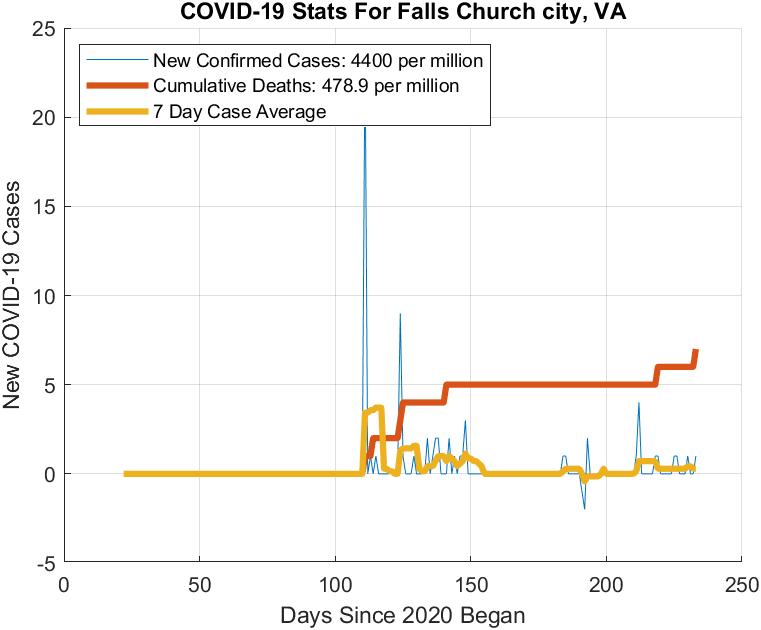 COVID-19 Stats For Falls Church city, VA
25
20
15
10
5
0
-5
New COVID-19 Cases
New Confirmed Cases: 4400 per million
Cumulative Deaths: 478.9 per million
7 Day Case Average
0 50 100 150 200 250
Days Since 2020 Began